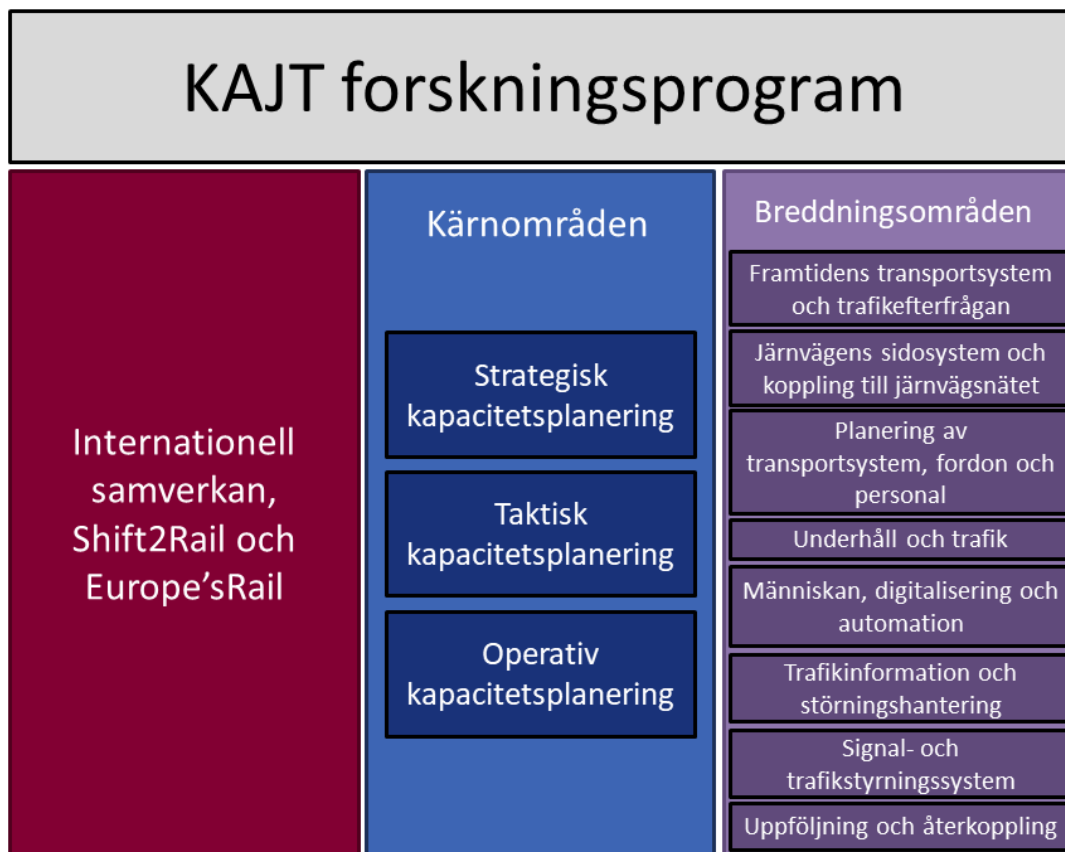 KAJT forskningsprogram
Internationell
samverkan,
Shift2Rail och
Europe'sRail
Kärnområden
Strategisk
kapacitetsplanering
Taktisk
kapacitetsplanering
Operativ
kapacitetsplanering
Breddningsområden
Framtidens transportsystem
och trafikefterfrågan
Järnvägens sidosystem och
koppling till järnvägsnätet
Planering av
transportsystem, fordon och
personal
Underhåll och trafik
Människan, digitalisering och
automation
Trafikinformation och
störningshantering
Signal- och
trafikstyrningssystem
Uppföljning och återkoppling